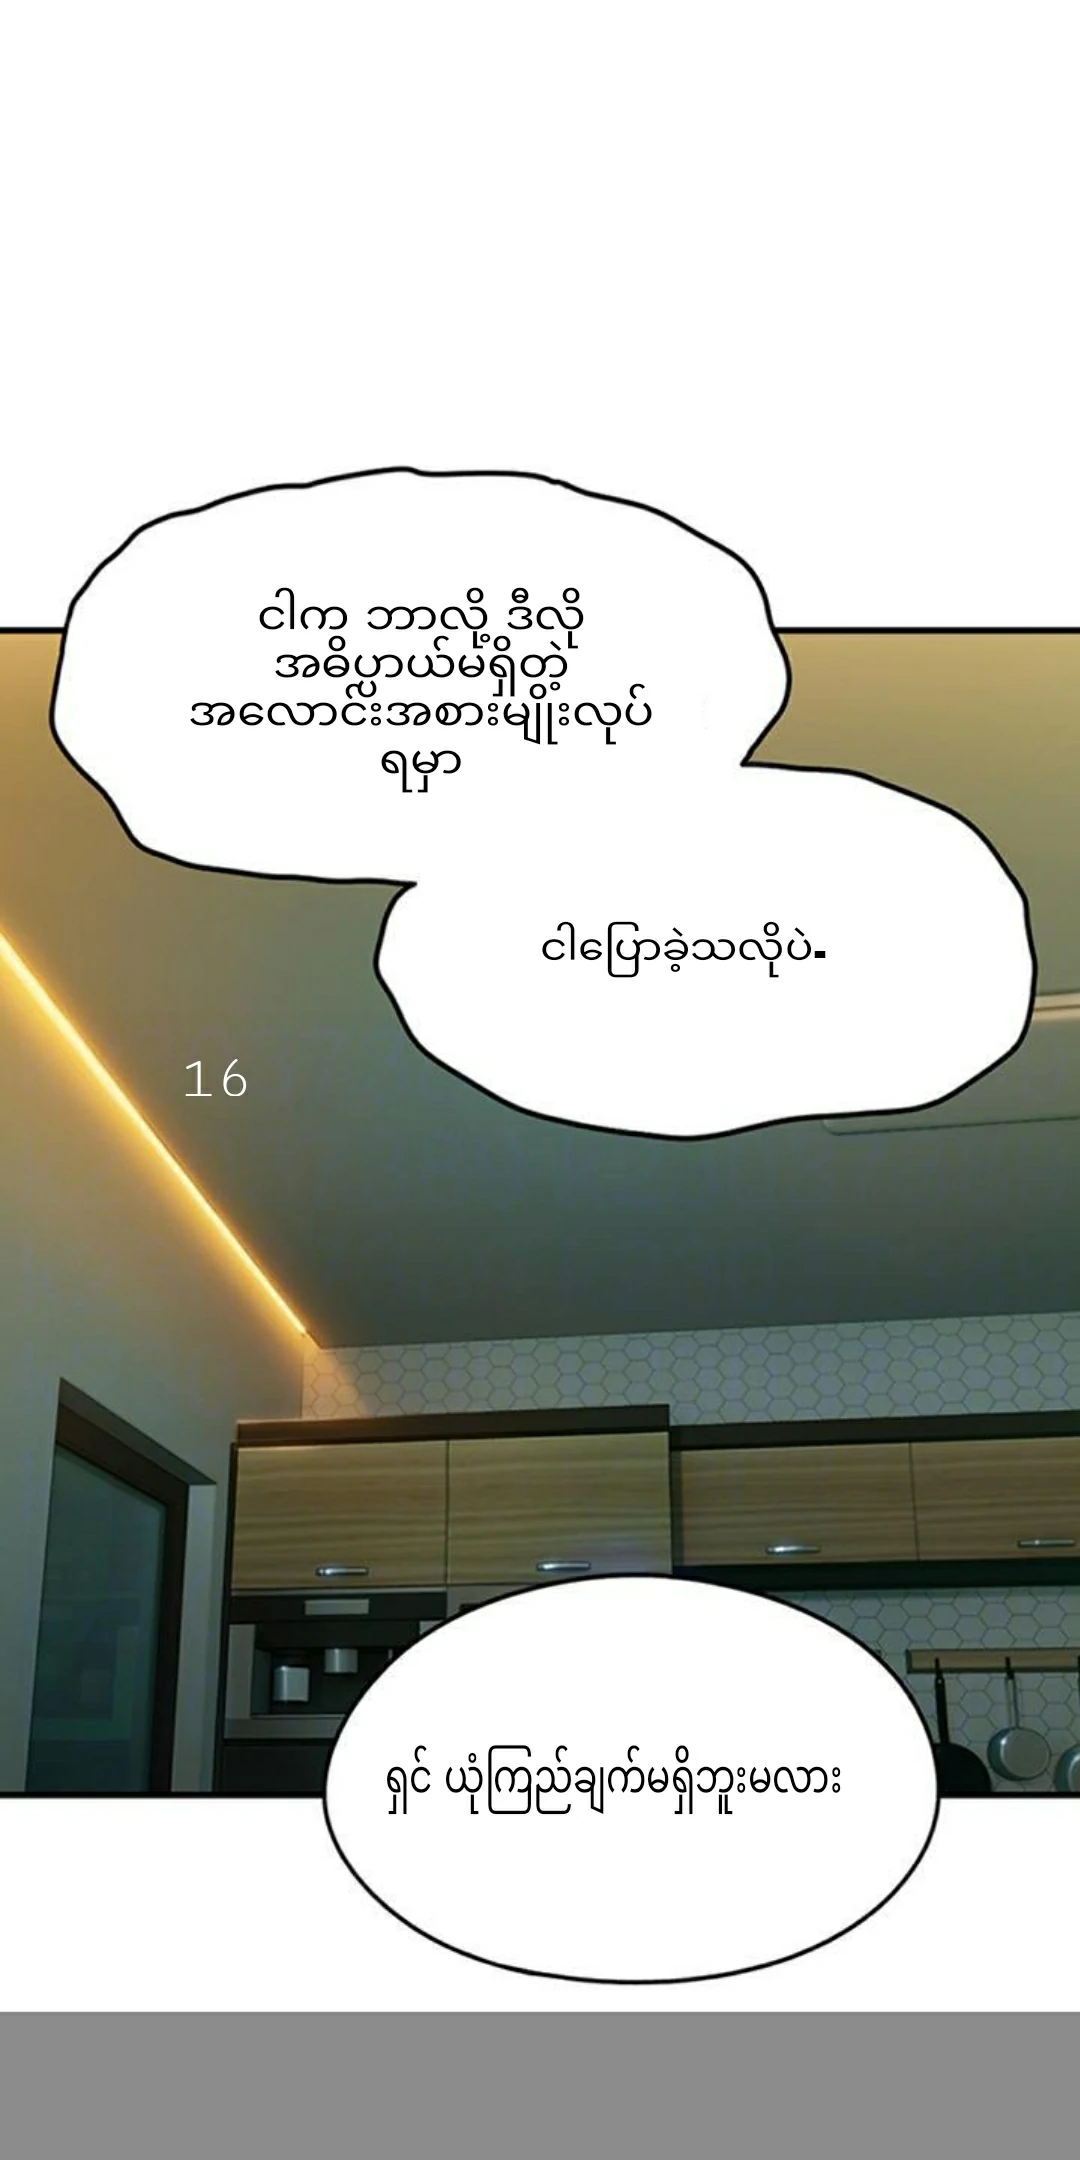 ငါက ဘာလို့ ဒီလို
အဓိပ္ပာယ်မရှိတဲ့
အလောင်းအစားမျိုးလုပ်
ရမှာ
ငါပြောခဲ့သလိုပဲ.
16
ရှင် ယုံကြည်ချက်မရှိဘူးမလား